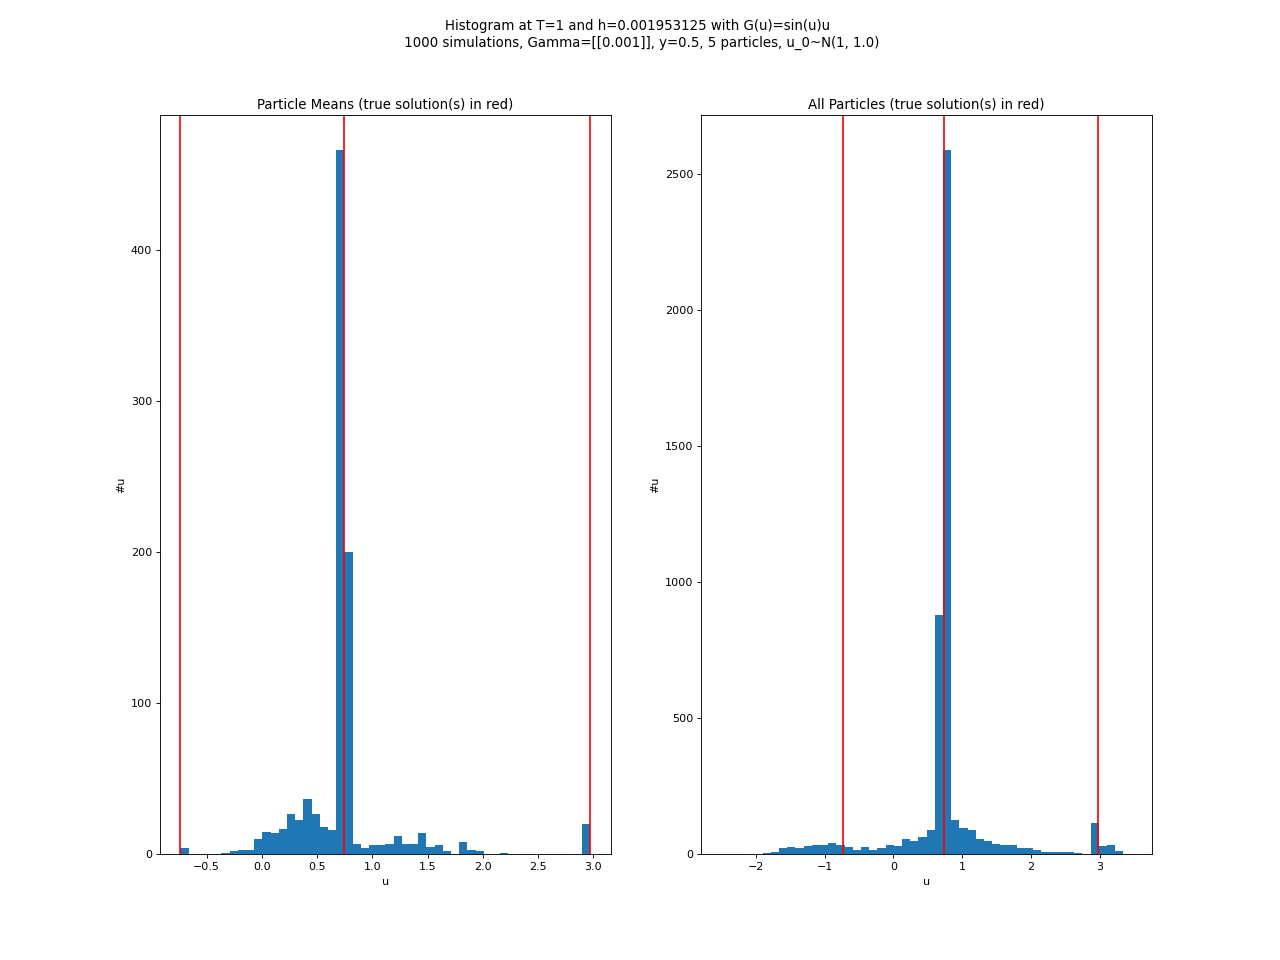 Histogram at T=1 and h=0.001953125 with G(u)=sin(u)u
1000 simulations, Gamma=[[0.001]], y=0.5, 5 particles, u_0~N(1, 1.0)
Particle Means (true solution(s) in red)
#u
400
300
200
100
0
−0.5 0.0 0.5 1.0 1.5 2.0 2.5 3.0
u
All Particles (true solution(s) in red)
#u
2500
2000
1500
1000
500
0
−2 −1 0 1 2 3
u